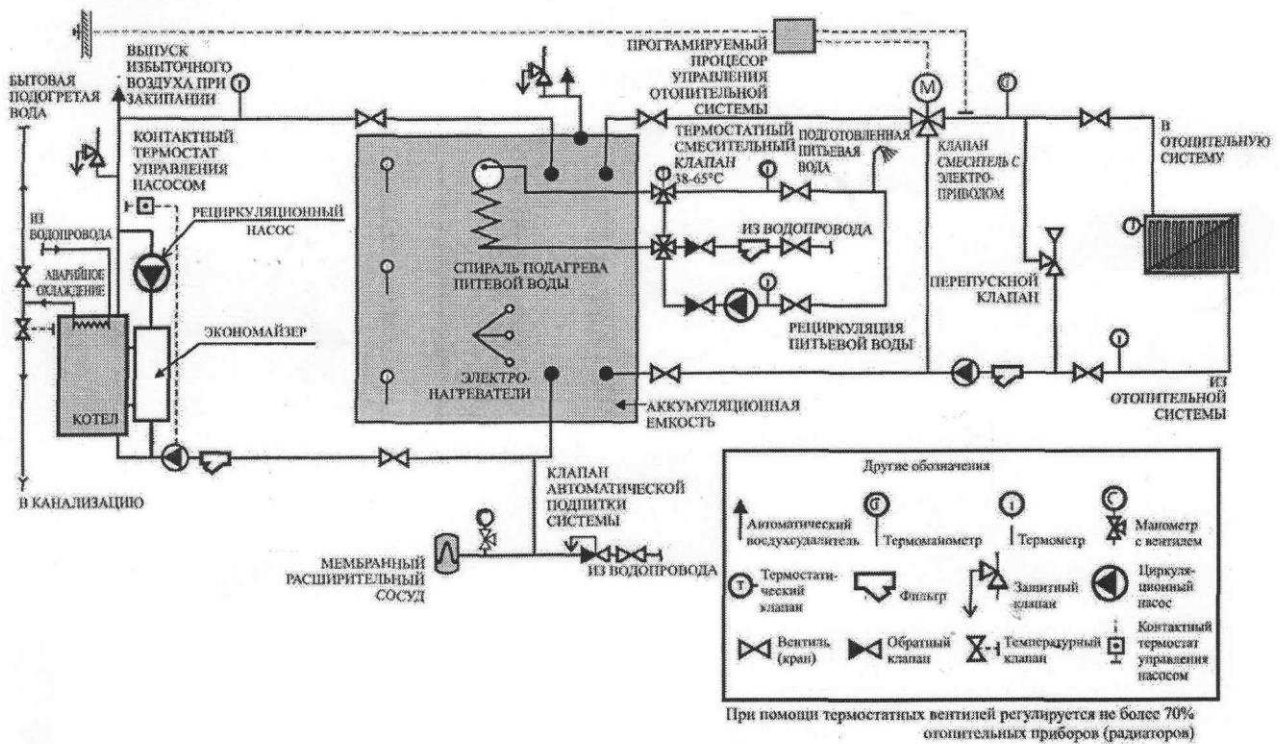 БЫТОВАЯ
ПОДОГРЕТАЯ
ВОДА
ВЫПУСК
ИЗБЫТОЧНОГО
ВОЗДУХА ПРИ
ЗАКИПАНИИ
КОНТАКТНЫЙ
ТЕРМОСТАТ
УПРАВЛЕНИЯ
НАСОСОМ
ИЗ
ВОДОПРОВОДА
РЕЦИРКУЛЯЦИОННЫЙ
НАСОС
АВАРИЙНОЕ
ОХЛАЖДЕНИЕ
ЭКОНОМАЙЗЕР
КОТЕЛ
В КАНАЛИЗАЦИЮ
ПРОГРАМИРУЕМЫЙ
ПРОЦЕСОР
УПРАВЛЕНИЯ
ОТОПИТЕЛЬНОЙ
СИСТЕМЫ
M
ТЕРМОСТАТНЫЙ
СМЕСИТЕЛЬНЫЙ
КЛАПАН
38-65°C
ПОДГОТОВЛЕННАЯ
ПИТЬЕВАЯ
ВОДА
КЛАПАН
СМЕСИТЕЛЬ С
ЭЛЕКТРО-
ПРИВОДОМ
В
ОТОПИТЕЛЬНУЮ
СИСТЕМУ
ИЗ ВОДОПРОВОДА
СПИРАЛЬ ПОДАГРЕВА
ПИТЕВОЙ ВОДЫ
ПЕРЕПУСКНОЙ
КЛАПАН
РЕЦИРКУЛЯЦИЯ
ПИТЬЕВОЙ ВОДЫ
ЭЛЕКТРО-
НАГРЕВАТЕЛИ
АККУМУЛЯЦИОННАЯ
ЕМКОСТЬ
ИЗ
ОТОПИТЕЛЬНОЙ
СИСТЕМЫ
КЛАПАН
АВТОМАТИЧЕСКОЙ
ПОДПИТКИ
СИСТЕМЫ
МЕМБРАННЫЙ
РАСШИРИТЕЛЬНЫЙ
СОСУД
ИЗ ВОДОПРОВОДА
Другие обозначения
Автоматический
восдухсудалитель
Термоманометр
Термометр
Манометр
с вентилем
T
Термостати-
ческий
клапан
Фильтр
Защитный
клапан
Циркуля-
ционный
насос
Вентиль
(кран)
Обратный
клапан
Температурный
клапан
Контактный
термостат
управления
насосом
При помощи термостатных вентилей регулируется не более 70%
отопительных приборов (радиаторов)